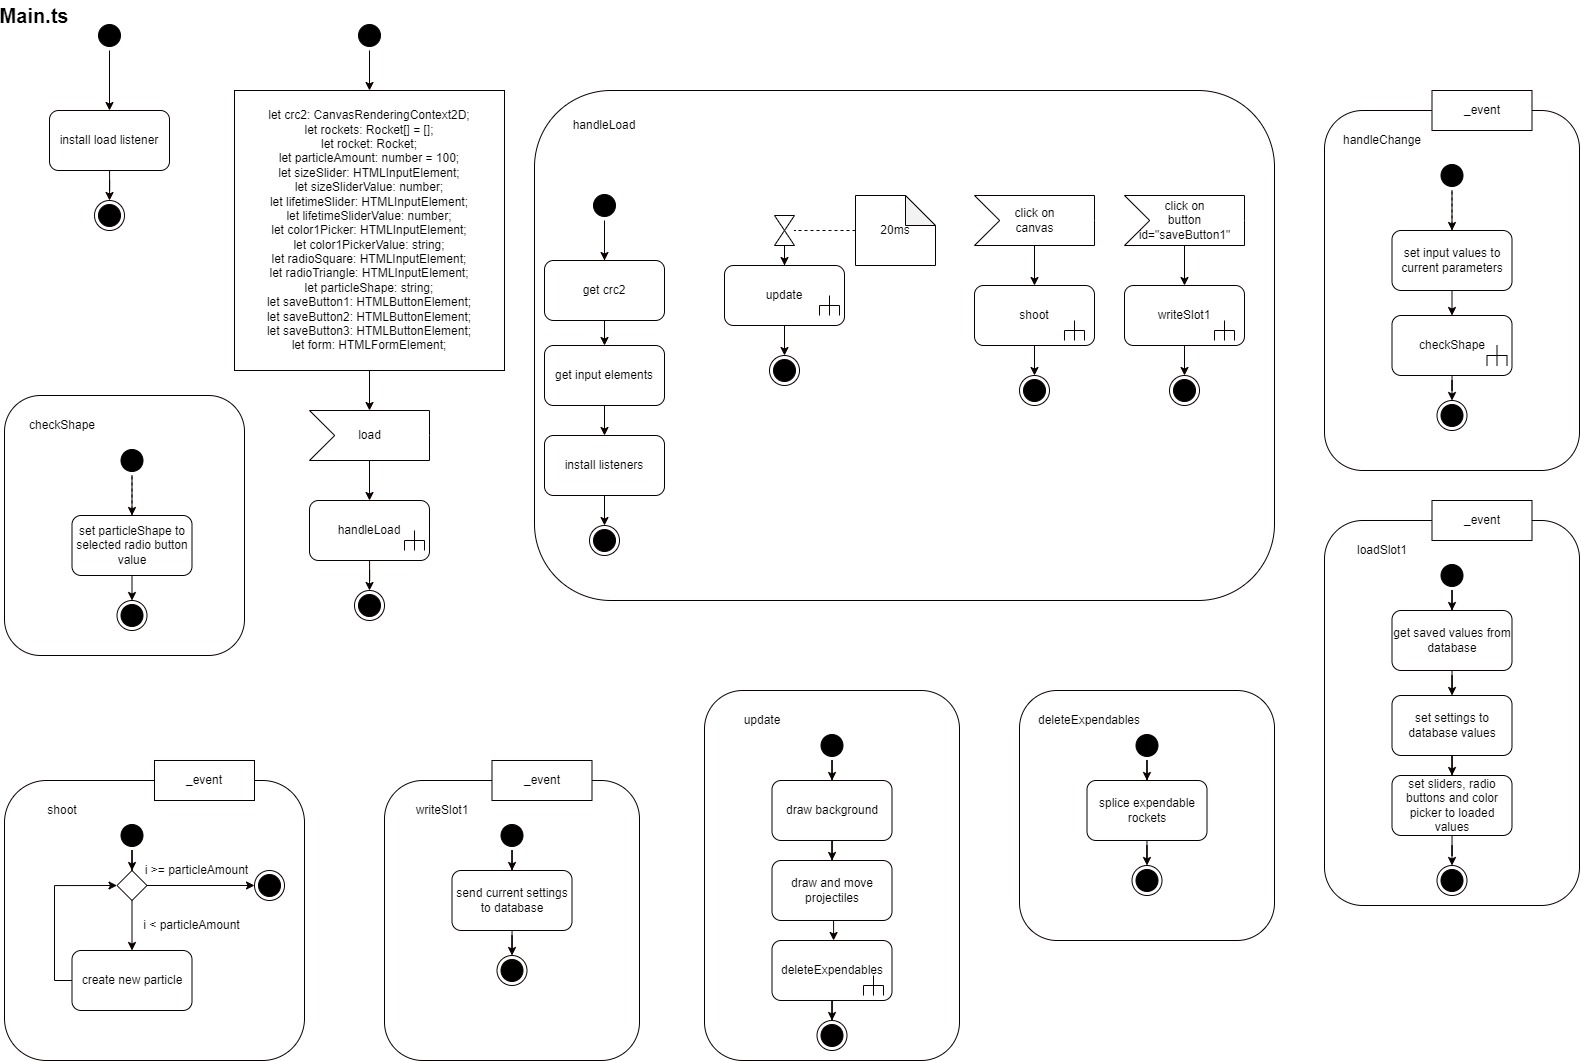 Main.ts
install load listener
let crc2: CanvasRenderingContext2D;
let rockets: Rocket[] = [];
let rocket: Rocket;
let particleAmount: number = 100;
let sizeSlider: HTMLInputElement;
let sizeSliderValue: number;
let lifetimeSlider: HTMLInputElement;
let lifetimeSliderValue: number;
let color1Picker: HTMLInputElement;
let color1PickerValue: string;
let radioSquare: HTMLInputElement;
let radioTriangle: HTMLInputElement;
let particleShape: string;
let saveButton1: HTMLButtonElement;
let saveButton2: HTMLButtonElement;
let saveButton3: HTMLButtonElement;
let form: HTMLFormElement;
load
handleLoad
handleLoad
get crc2
get input elements
install listeners
20ms
update
click on
canvas
shoot
click on
button
id="saveButton1"
writeSlot1
_event
handleChange
set input values to
current parameters
checkShape
checkShape
set particleShape to
selected radio button
value
_event
loadSlot1
get saved values from
database
set settings to
database values
set sliders, radio
buttons and color
picker to loaded
values
_event
shoot
i >= particleAmount
i < particleAmount
create new particle
_event
writeSlot1
send current settings
to database
update
draw background
draw and move
projectiles
deleteExpendables
deleteExpendables
splice expendable
rockets